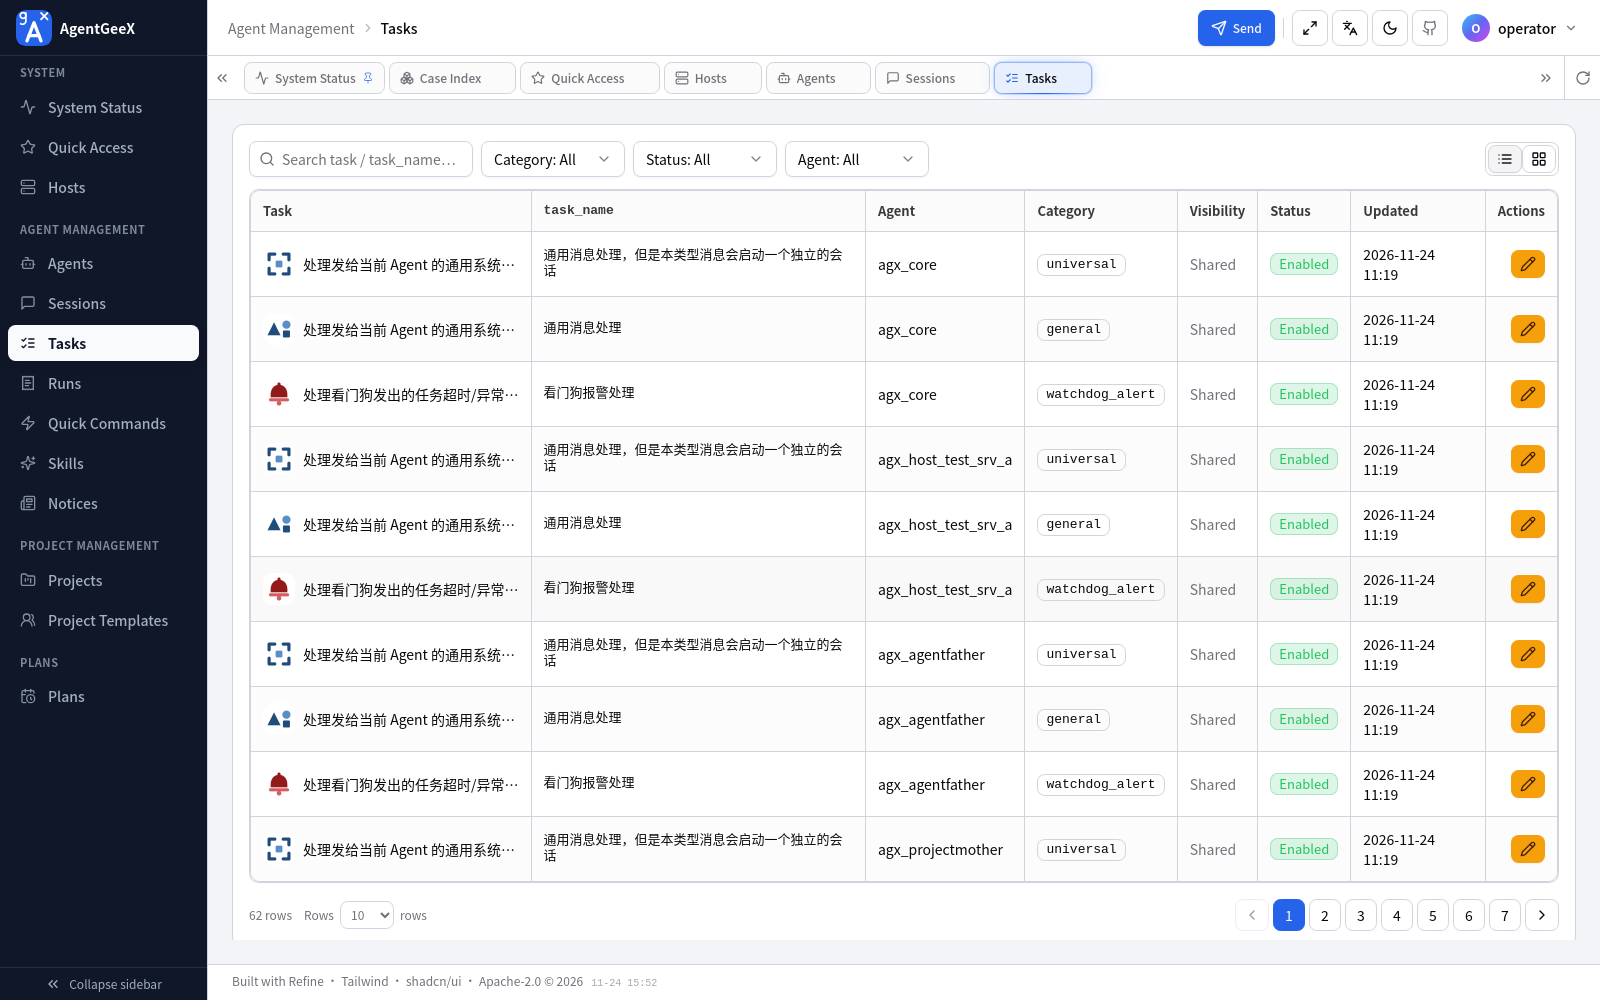 AgentGeeX
SYSTEM
System Status
Quick Access
Hosts
AGENT MANAGEMENT
Agents
Sessions
Tasks
Runs
Quick Commands
Skills
Notices
PROJECT MANAGEMENT
Projects
Project Templates
PLANS
Plans
Collapse sidebar
Agent Management > Tasks
Send
operator
System Status
Case Index
Quick Access
Hosts
Agents
Sessions
Tasks
Search task / task_name…
Category: All
Status: All
Agent: All
Task task_name Agent Category Visibility Status Updated Actions
处理发给当前 Agent 的通用系统… 通用消息处理，但是本类型消息会启动一个独立的会话 agx_core universal Shared Enabled 2026-11-24 11:19
处理发给当前 Agent 的通用系统… 通用消息处理 agx_core general Shared Enabled 2026-11-24 11:19
处理看门狗发出的任务超时/异常… 看门狗报警处理 agx_core watchdog_alert Shared Enabled 2026-11-24 11:19
处理发给当前 Agent 的通用系统… 通用消息处理，但是本类型消息会启动一个独立的会话 agx_host_test_srv_a universal Shared Enabled 2026-11-24 11:19
处理发给当前 Agent 的通用系统… 通用消息处理 agx_host_test_srv_a general Shared Enabled 2026-11-24 11:19
处理看门狗发出的任务超时/异常… 看门狗报警处理 agx_host_test_srv_a watchdog_alert Shared Enabled 2026-11-24 11:19
处理发给当前 Agent 的通用系统… 通用消息处理，但是本类型消息会启动一个独立的会话 agx_agentfather universal Shared Enabled 2026-11-24 11:19
处理发给当前 Agent 的通用系统… 通用消息处理 agx_agentfather general Shared Enabled 2026-11-24 11:19
处理看门狗发出的任务超时/异常… 看门狗报警处理 agx_agentfather watchdog_alert Shared Enabled 2026-11-24 11:19
处理发给当前 Agent 的通用系统… 通用消息处理，但是本类型消息会启动一个独立的会话 agx_projectmother universal Shared Enabled 2026-11-24 11:19
62 rows Rows 10 rows
1 2 3 4 5 6 7
Built with Refine • Tailwind • shadcn/ui • Apache-2.0 © 2026 11-24 15:52